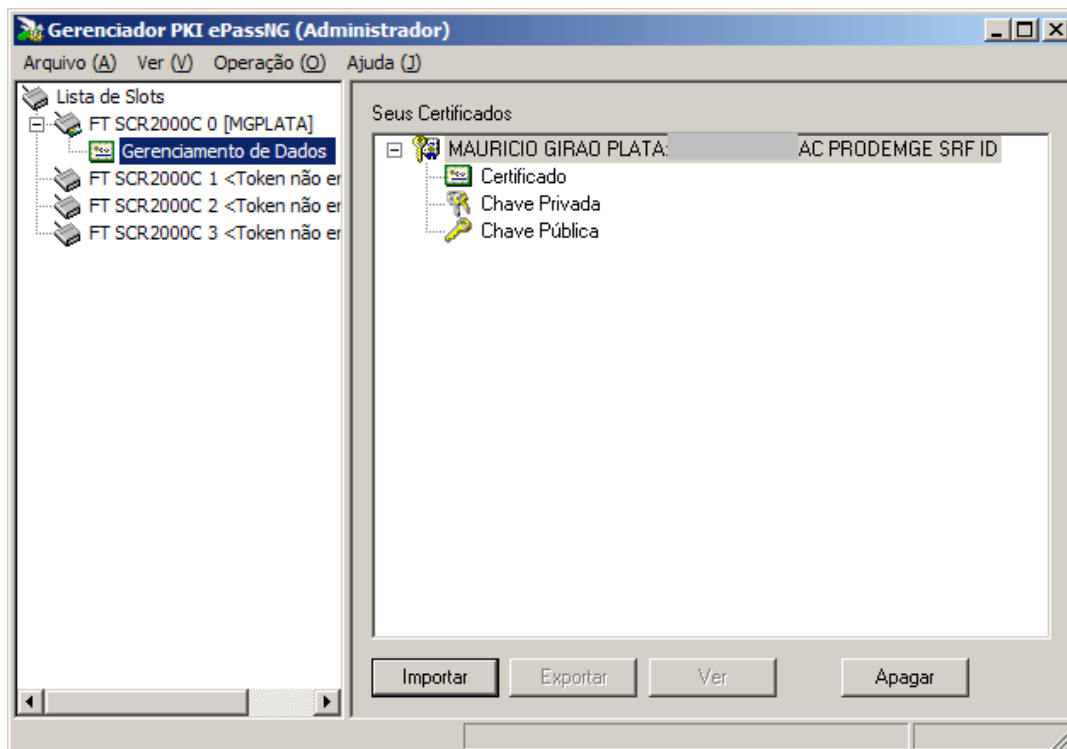 Gerenciador PKI ePassNG (Administrador)
Arquivo (A) Ver (V) Operação (O) Ajuda (J)
Lista de Slots
FT SCR2000C 0 [MGPLATA]
Gerenciamento de Dados
FT SCR2000C 1 <Token não er
FT SCR2000C 2 <Token não er
FT SCR2000C 3 <Token não er
Seus Certificados
MAURICIO GIRAO PLATA: AC PRODEMGE SRF ID
Certificado
Chave Privada
Chave Pública
Importar Exportar Ver Apagar